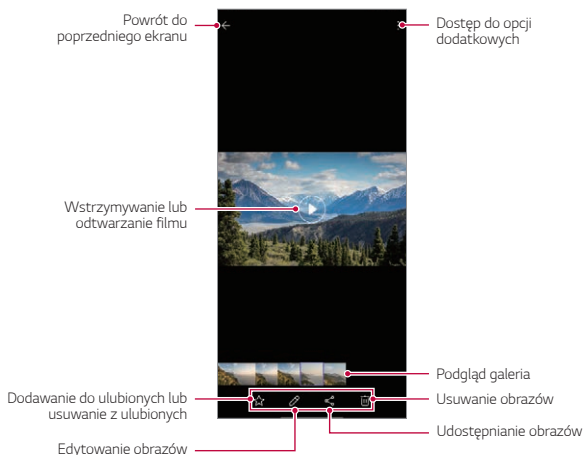 Powrót do
poprzedniego ekranu
Dostęp do opcji
dodatkowych
Wstrzymywanie lub
odtwarzanie filmu
Podgląd galeria
Dodawanie do ulubionych lub
usuwanie z ulubionych
Usuwanie obrazów
Udostępnianie obrazów
Edytowanie obrazów